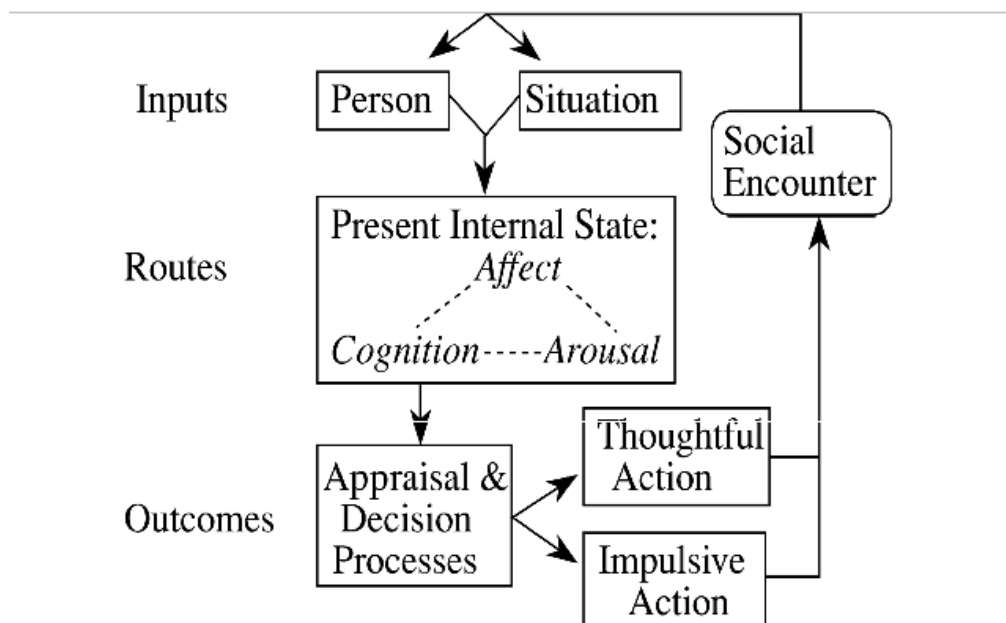 Inputs
Person
Situation
Social
Encounter
Routes
Present Internal State:
Affect
Cognition
Arousal
Outcomes
Appraisal &
Decision
Processes
Thoughtful
Action
Impulsive
Action